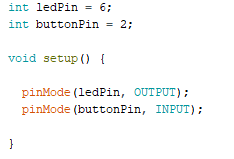 int ledPin = 6;
int buttonPin = 2;
void setup() {
pinMode(ledPin, OUTPUT);
pinMode(buttonPin, INPUT);
}